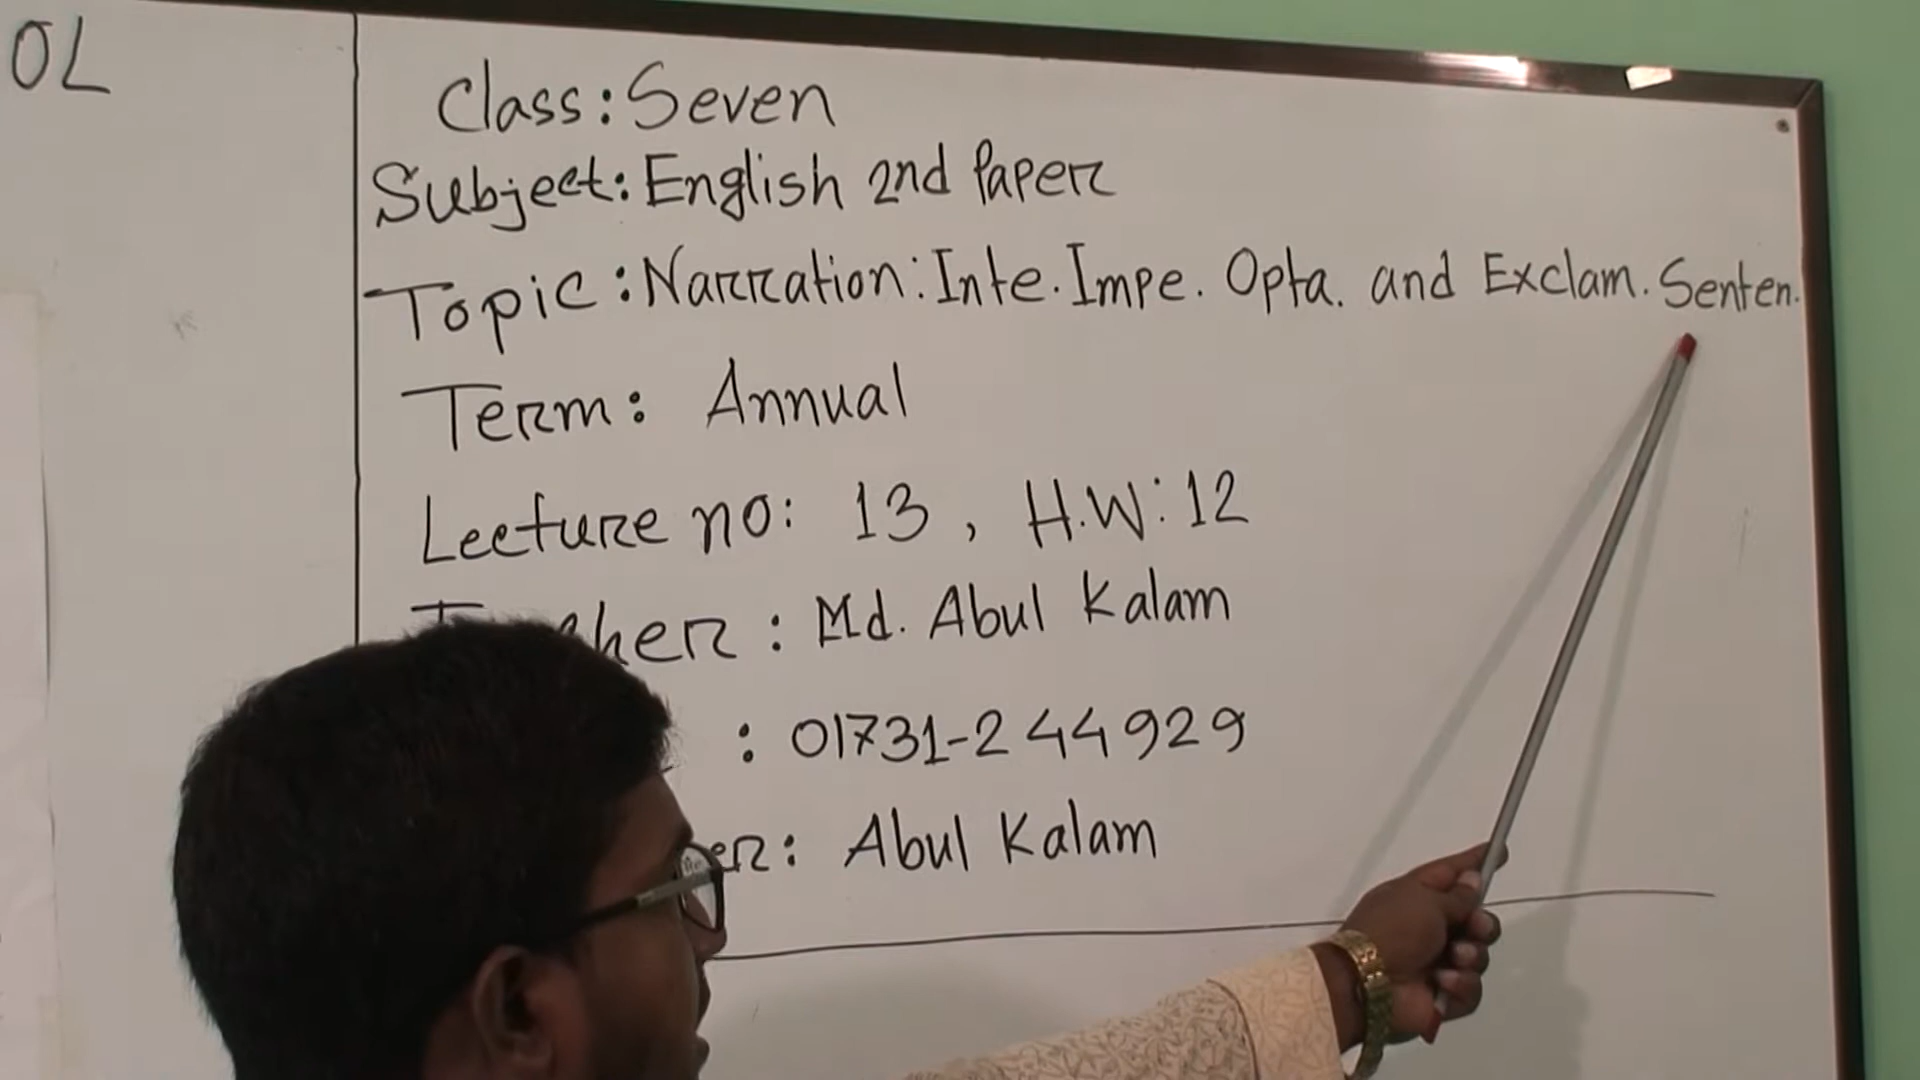 OL
Class: Seven
Subject: English 2nd Paper
Topic: Narration: Inte. Impe. Opta. and Exclam. Senten.
Term: Annual
Lecture no: 13, H.W: 12
: Md. Abul Kalam
: 01731-244929
: Abul Kalam